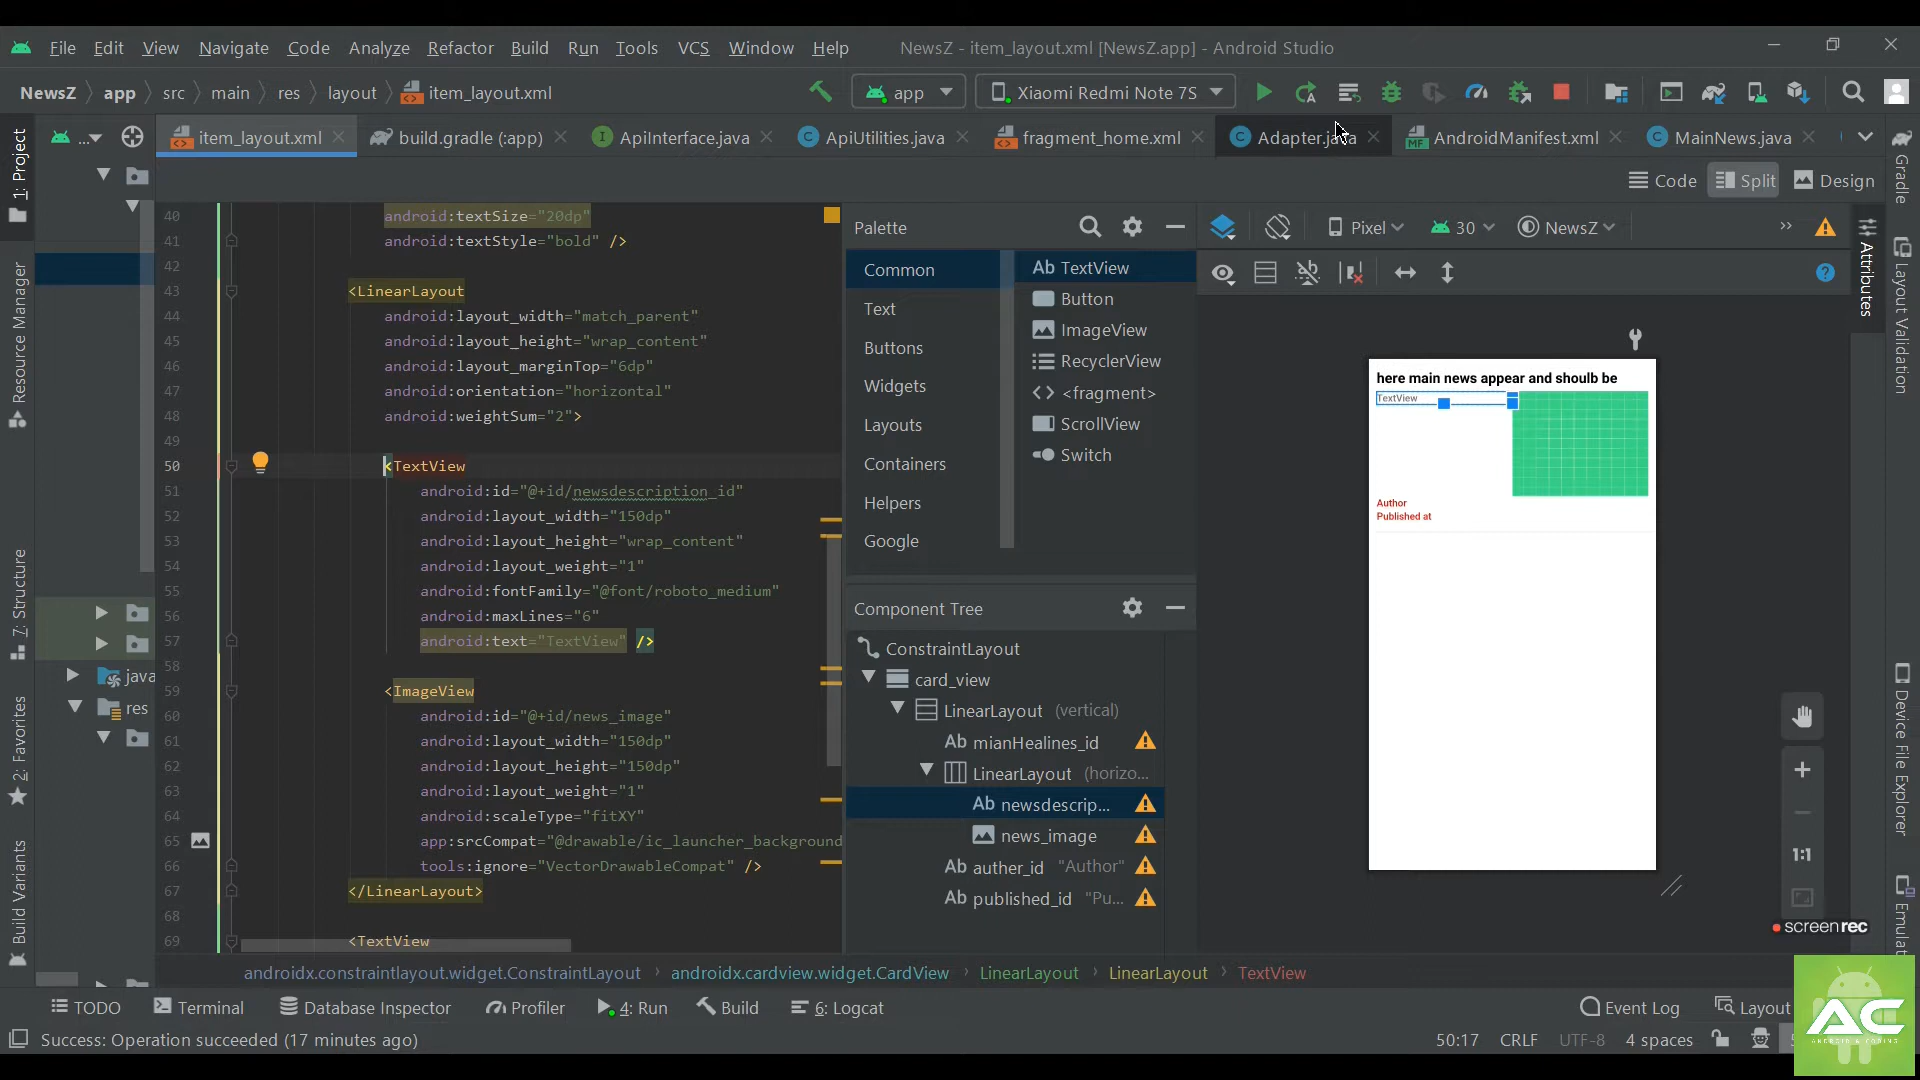 File Edit View Navigate Code Analyze Refactor Build Run Tools VCS Window Help NewsZ - item_layout.xml [NewsZ.app] - Android Studio
NewsZ app src main res layout item_layout.xml app Xiaomi Redmi Note 7S
... item_layout.xml build.gradle (:app) ApiInterface.java ApiUtilities.java fragment_home.xml Adapter.java AndroidManifest.xml MainNews.java
Code Split Design
1: Project
Resource Manager
7: Structure
2: Favorites
Build Variants
java
res
40 android:textSize="20dp"
41 android:textStyle="bold" />
42
43 <LinearLayout
44 android:layout_width="match_parent"
45 android:layout_height="wrap_content"
46 android:layout_marginTop="6dp"
47 android:orientation="horizontal"
48 android:weightSum="2">
49
50 <TextView
51 android:id="@+id/newsdescription_id"
52 android:layout_width="150dp"
53 android:layout_height="wrap_content"
54 android:layout_weight="1"
55 android:fontFamily="@font/roboto_medium"
56 android:maxLines="6"
57 android:text="TextView" />
58
59 <ImageView
60 android:id="@+id/news_image"
61 android:layout_width="150dp"
62 android:layout_height="150dp"
63 android:layout_weight="1"
64 android:scaleType="fitXY"
65 app:srcCompat="@drawable/ic_launcher_background
66 tools:ignore="VectorDrawableCompat" />
67 </LinearLayout>
68
69 <TextView
Palette
Common
Text
Buttons
Widgets
Layouts
Containers
Helpers
Google
Ab TextView
Button
ImageView
RecyclerView
<fragment>
ScrollView
Switch
Component Tree
ConstraintLayout
card_view
LinearLayout (vertical)
Ab mianHealines_id
LinearLayout (horizo...
Ab newsdescrip...
news_image
Ab auther_id "Author"
Ab published_id "Pu...
Pixel 30 NewsZ
here main news appear and shoulb be
TextView
Author
Published at
1:1
screenrec
Attributes
Gradle
Layout Validation
Device File Explorer
Emulat
androidx.constraintlayout.widget.ConstraintLayout androidx.cardview.widget.CardView LinearLayout LinearLayout TextView
TODO Terminal Database Inspector Profiler 4: Run Build 6: Logcat Event Log Layout
Success: Operation succeeded (17 minutes ago) 50:17 CRLF UTF-8 4 spaces
AC
ANDROID & CODING